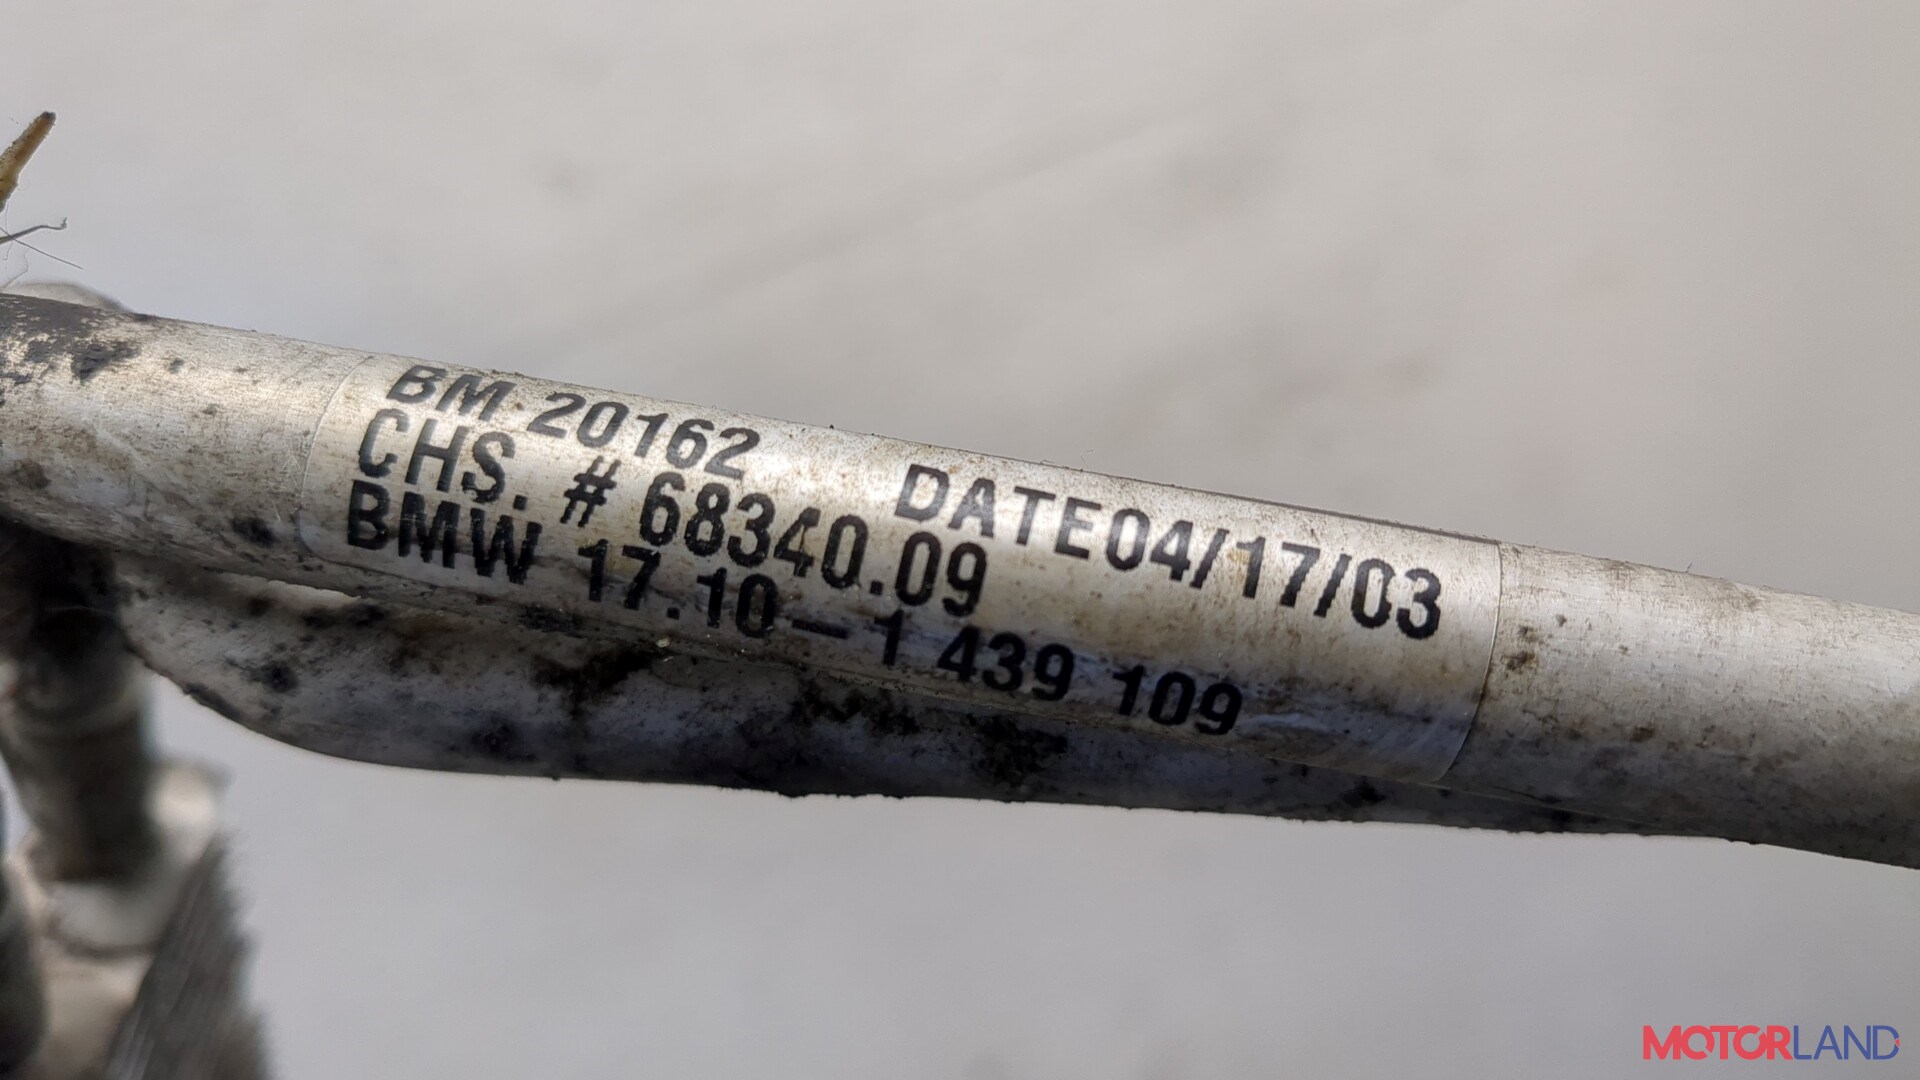 BM 20162
CHS. # 68340.09 DATE04/17/03
BMW 17.10-1 439 109
MOTORLAND